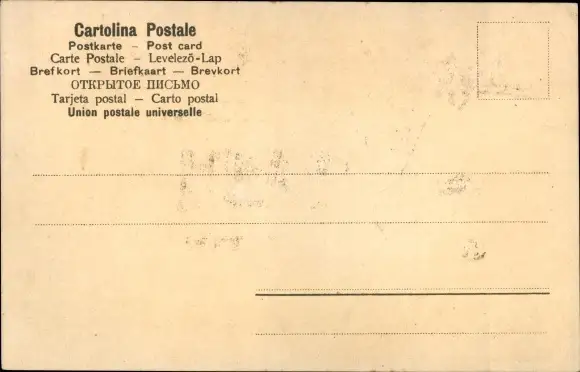 Cartolina Postale
Postkarte – Post card
Carte Postale – Levelező-Lap
Brefkort — Briefkaart — Brevkort
ОТКРЫТОЕ ПИСЬМО
Tarjeta postal — Carto postal
Union postale universelle